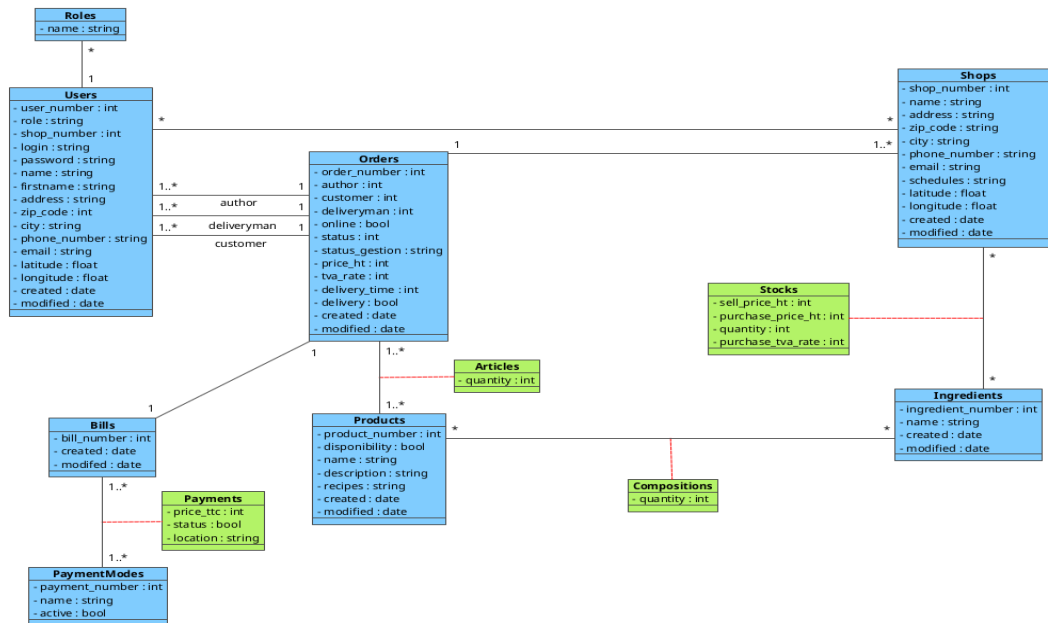 Roles
- name : string
*
1
Users
- user_number : int
- role : string
- shop_number : int
- login : string
- password : string
- name : string
- firstname : string
- address : string
- zip_code : int
- city : string
- phone_number : string
- email : string
- latitude : float
- longitude : float
- created : date
- modified : date
*
*
1
1..*
1..*
1
author
1..*
1
deliveryman
1..*
1
customer
Orders
- order_number : int
- author : int
- customer : int
- deliveryman : int
- online : bool
- status : int
- status_gestion : string
- price_ht : int
- tva_rate : int
- delivery_time : int
- delivery : bool
- created : date
- modified : date
Shops
- shop_number : int
- name : string
- address : string
- zip_code : string
- city : string
- phone_number : string
- email : string
- schedules : string
- latitude : float
- longitude : float
- created : date
- modified : date
*
Stocks
- sell_price_ht : int
- purchase_price_ht : int
- quantity : int
- purchase_tva_rate : int
*
1
1..*
1
Articles
- quantity : int
1..*
Ingredients
- ingredient_number : int
- name : string
- created : date
- modified : date
Bills
- bill_number : int
- created : date
- modifed : date
Products
- product_number : int
- disponibility : bool
- name : string
- description : string
- recipes : string
- created : date
- modified : date
*
*
Compositions
- quantity : int
1..*
Payments
- price_ttc : int
- status : bool
- location : string
1..*
PaymentModes
- payment_number : int
- name : string
- active : bool